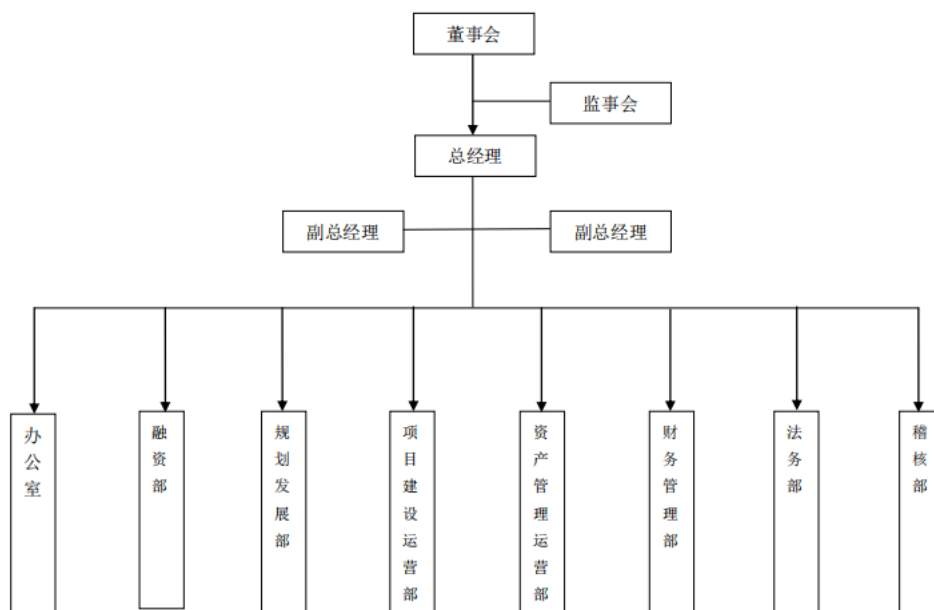 董事会
监事会
总经理
副总经理
副总经理
办公室
融资部
规划发展部
项目建设运营部
资产管理运营部
财务管理部
法务部
稽核部